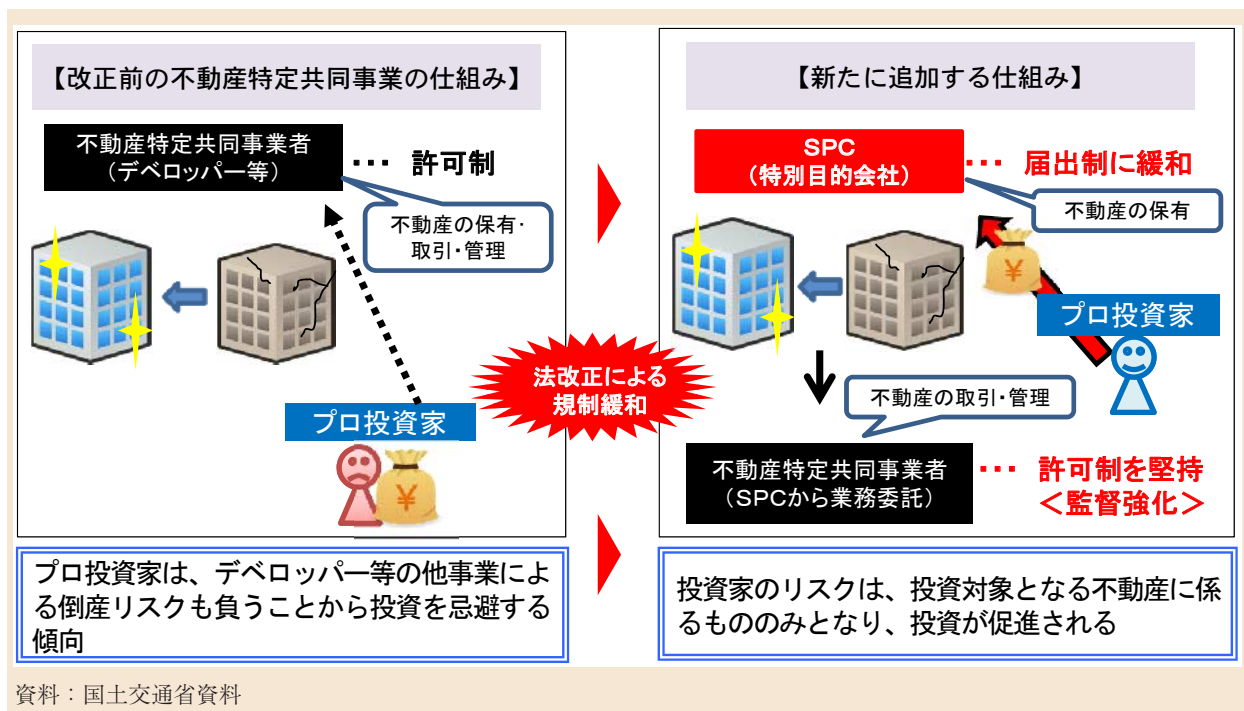 【改正前の不動産特定共同事業の仕組み】
不動産特定共同事業者
（デベロッパー等）
･･･ 許可制
不動産の保有･
取引･管理
プロ投資家
¥
プロ投資家は、デベロッパー等の他事業によ
る倒産リスクも負うことから投資を忌避する
傾向
法改正による
規制緩和
【新たに追加する仕組み】
SPC
（特別目的会社）
･･･ 届出制に緩和
不動産の保有
¥
プロ投資家
不動産の取引･管理
不動産特定共同事業者
（SPCから業務委託）
･･･ 許可制を堅持
＜監督強化＞
投資家のリスクは、投資対象となる不動産に係
るもののみとなり、投資が促進される
資料：国土交通省資料